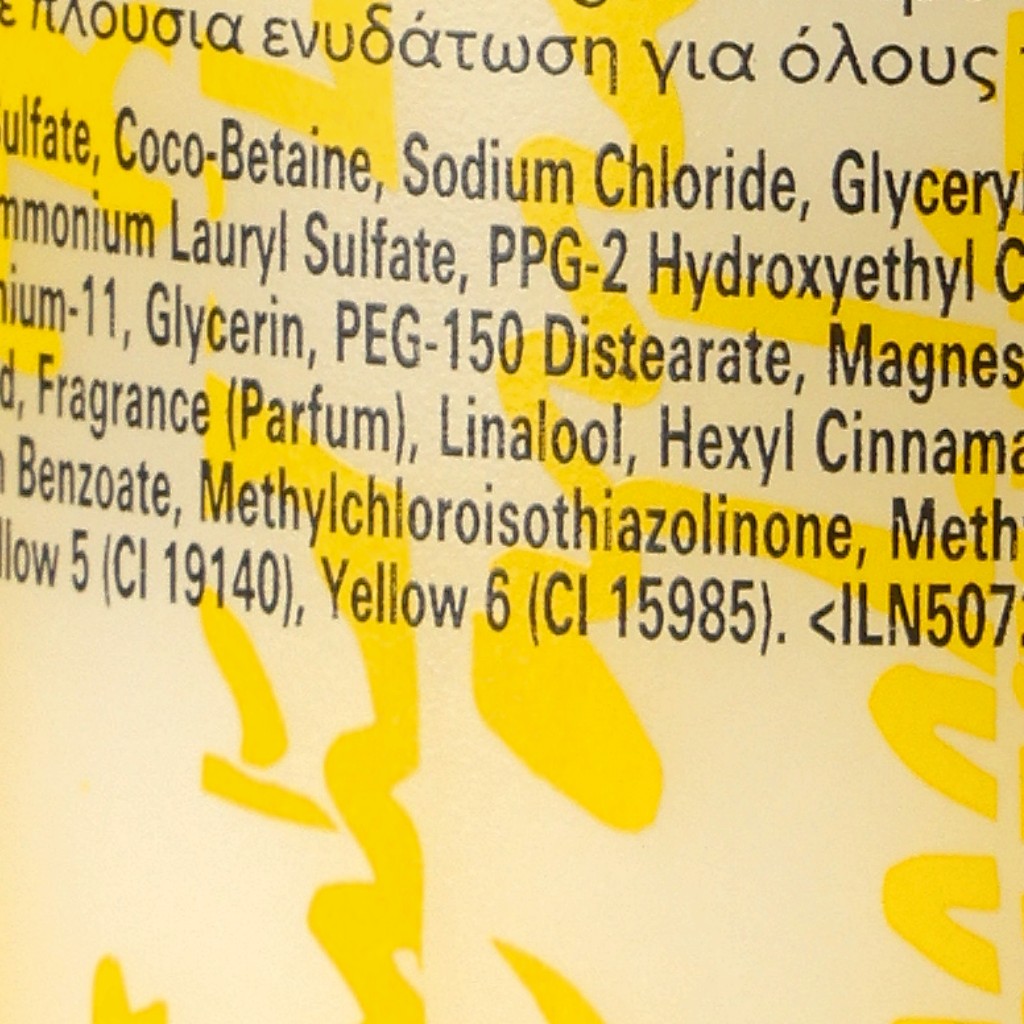 πλούσια ενυδάτωση για όλους
Sulfate, Coco-Betaine, Sodium Chloride, Glyceryl
mmonium Lauryl Sulfate, PPG-2 Hydroxyethyl C
nium-11, Glycerin, PEG-150 Distearate, Magnes
d, Fragrance (Parfum), Linalool, Hexyl Cinnama
Benzoate, Methylchloroisothiazolinone, Meth
llow 5 (CI 19140), Yellow 6 (CI 15985). <ILN507